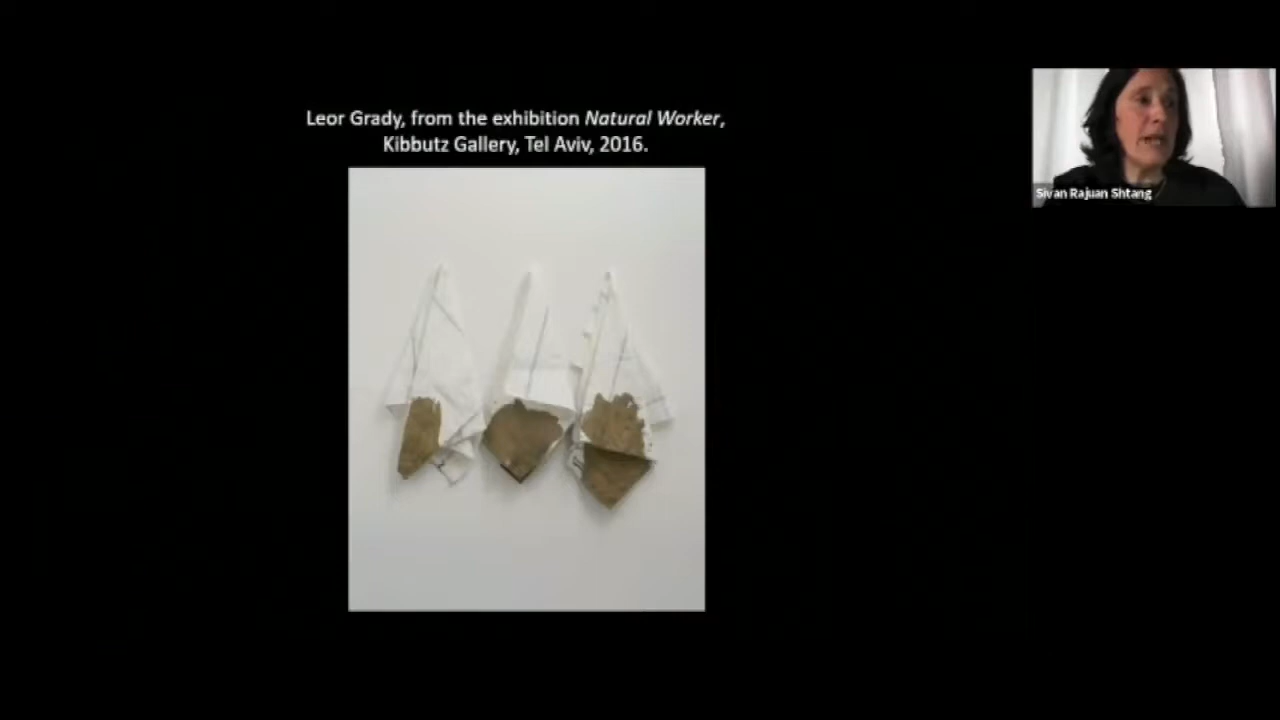 Leor Grady, from the exhibition Natural Worker,
Kibbutz Gallery, Tel Aviv, 2016.
Sivan Rajuan Shtang